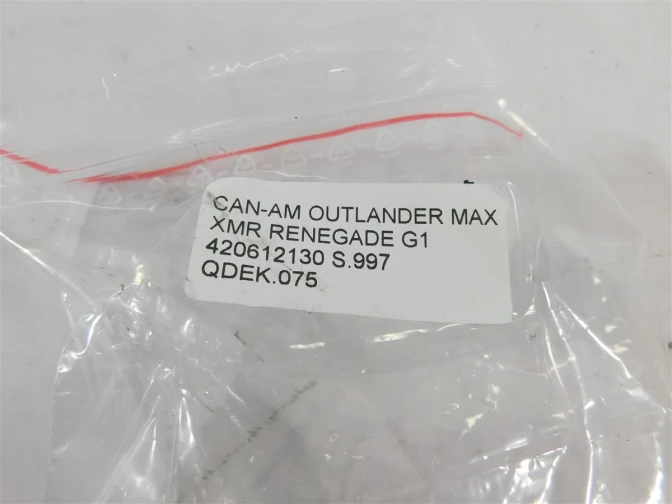 CAN-AM OUTLANDER MAX
XMR RENEGADE G1
420612130 S.997
QDEK.075